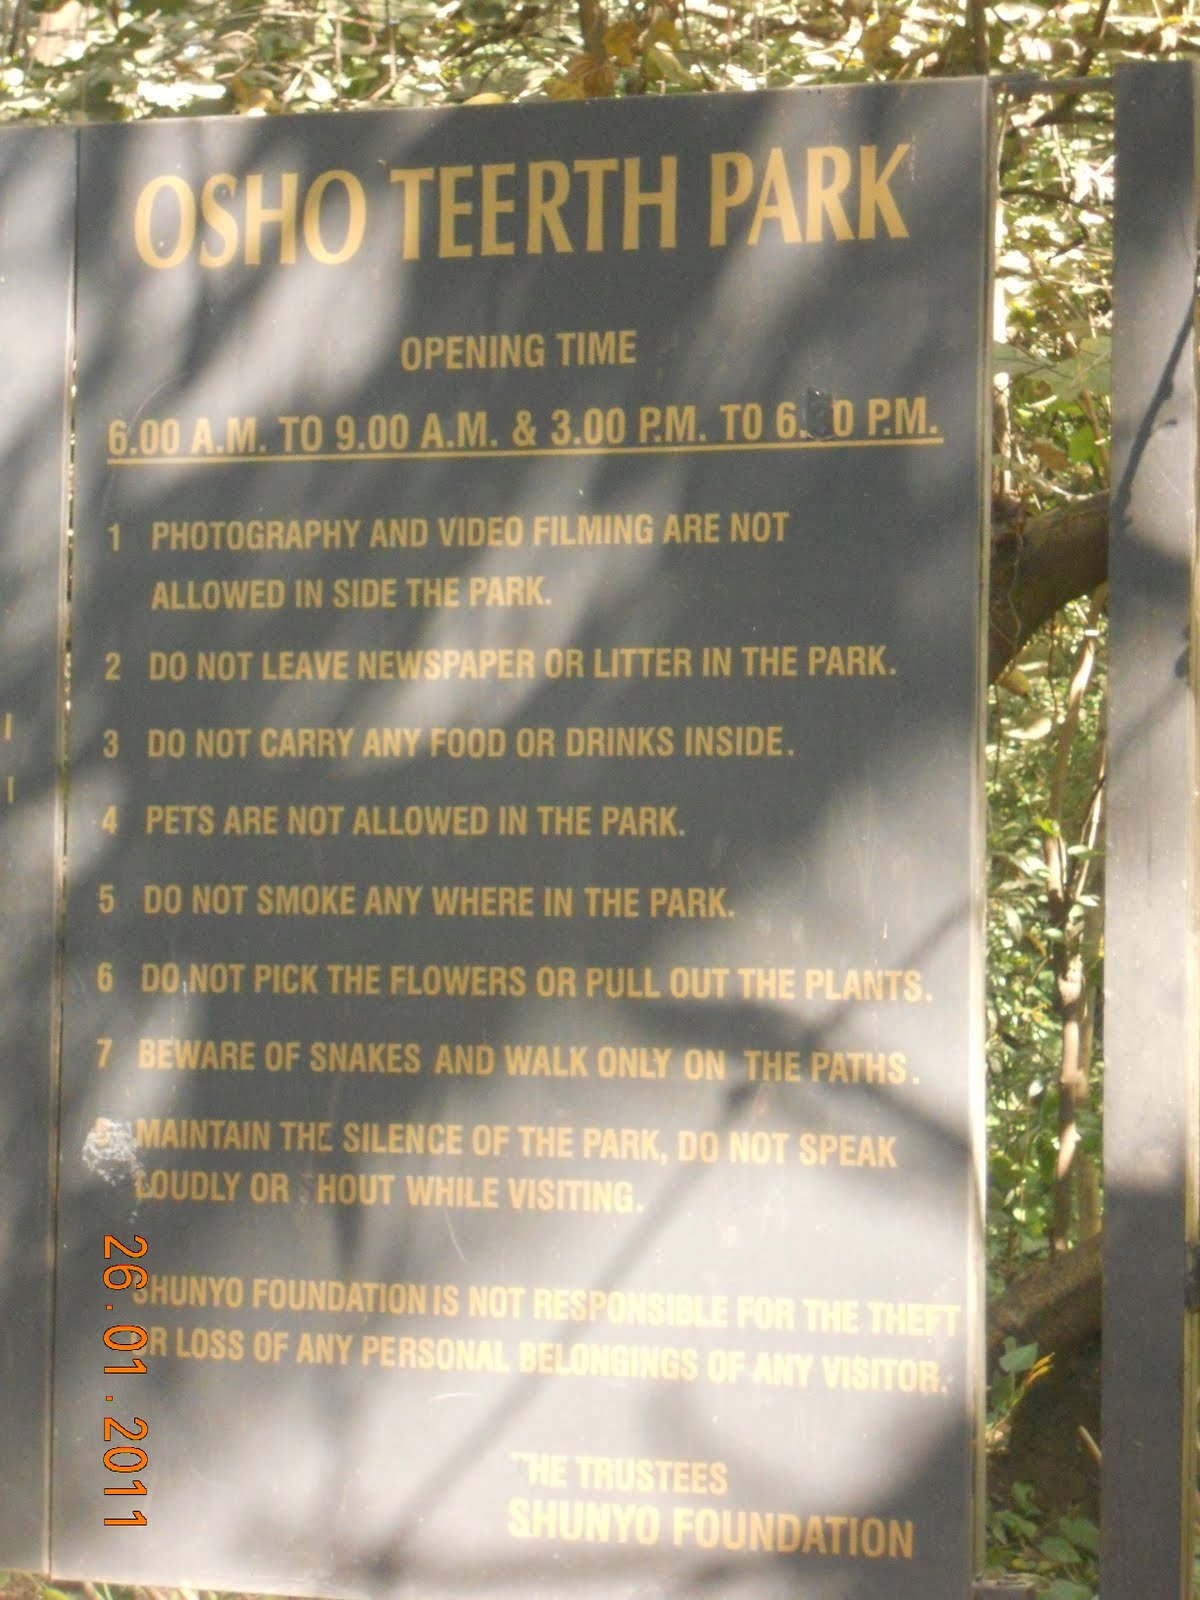 OSHO TEERTH PARK
OPENING TIME
6.00 A.M. TO 9.00 A.M. & 3.00 P.M. TO P.M.
1 PHOTOGRAPHY AND VIDEO FILMING ARE NOT
ALLOWED IN SIDE THE PARK.
2 DO NOT LEAVE NEWSPAPER OR LITTER IN THE PARK.
3 DO NOT CARRY ANY FOOD OR DRINKS INSIDE.
4 PETS ARE NOT ALLOWED IN THE PARK.
5 DO NOT SMOKE ANY WHERE IN THE PARK.
6 DO NOT PICK THE FLOWERS OR PULL OUT THE PLANTS.
7 BEWARE OF SNAKES AND WALK ONLY ON THE PATHS.
MAINTAIN THE SILENCE OF THE PARK, DO NOT SPEAK
LOUDLY OR SHOUT WHILE VISITING.
SHUNYO FOUNDATION IS NOT RESPONSIBLE FOR THE THEFT
OR LOSS OF ANY PERSONAL BELONGINGS OF ANY VISITOR.
THE TRUSTEES
SHUNYO FOUNDATION
26.01.2011